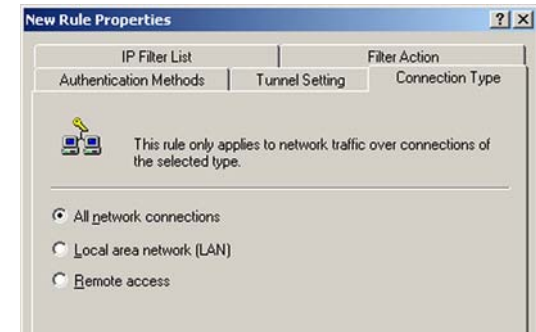 New Rule Properties
IP Filter List Filter Action
Authentication Methods Tunnel Setting Connection Type
This rule only applies to network traffic over connections of
the selected type.
All network connections
Local area network (LAN)
Remote access